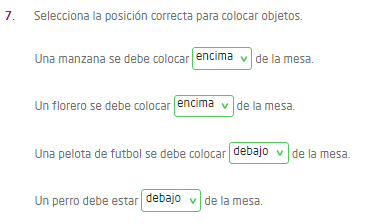 7. Selecciona la posición correcta para colocar objetos.
Una manzana se debe colocar encima de la mesa.
Un florero se debe colocar encima de la mesa.
Una pelota de futbol se debe colocar debajo de la mesa.
Un perro debe estar debajo de la mesa.